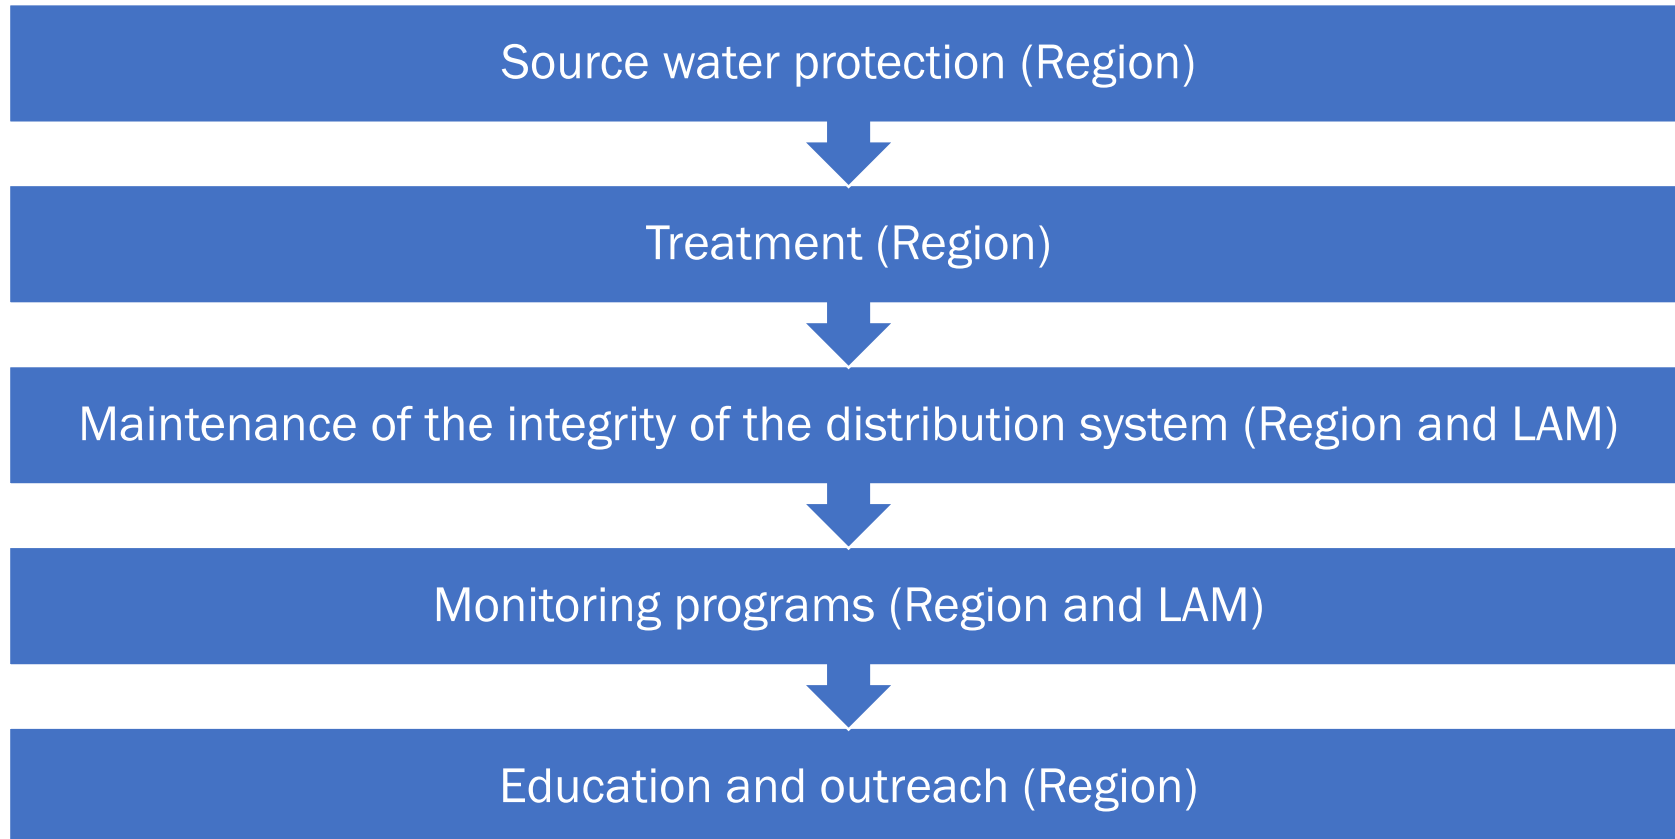 Source water protection (Region)
Treatment (Region)
Maintenance of the integrity of the distribution system (Region and LAM)
Monitoring programs (Region and LAM)
Education and outreach (Region)